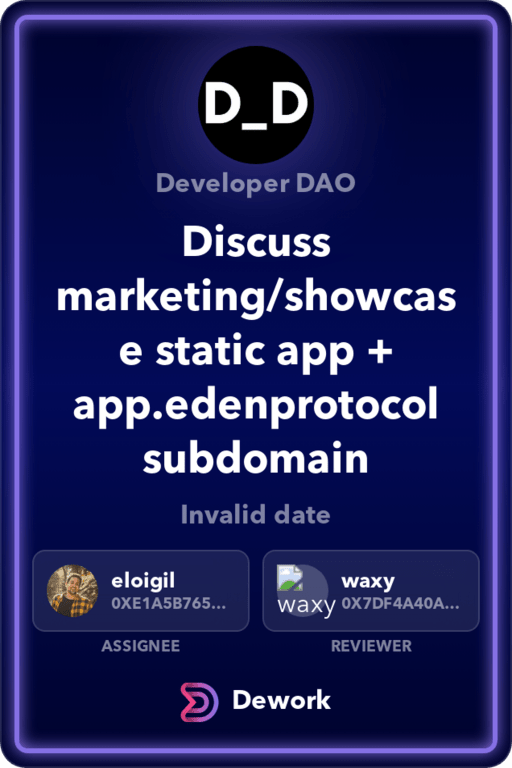 D_D
Developer DAO
Discuss
marketing/showcas
e static app +
app.edenprotocol
subdomain
Invalid date
eloigil
0XE1A5B765...
waxy
waxy
0X7DF4A40A...
ASSIGNEE
REVIEWER
Dework